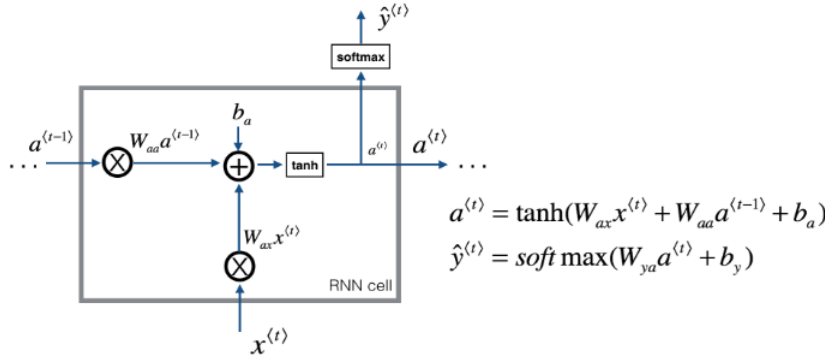 ŷ⟨t⟩
softmax
b_a
a⟨t-1⟩
W_aa a⟨t-1⟩
a⟨t⟩
a⟨t⟩
. . .
+
tanh
. . .
W_ax x⟨t⟩
RNN cell
x⟨t⟩
a⟨t⟩ = tanh(W_ax x⟨t⟩ + W_aa a⟨t-1⟩ + b_a)
ŷ⟨t⟩ = soft max(W_ya a⟨t⟩ + b_y)